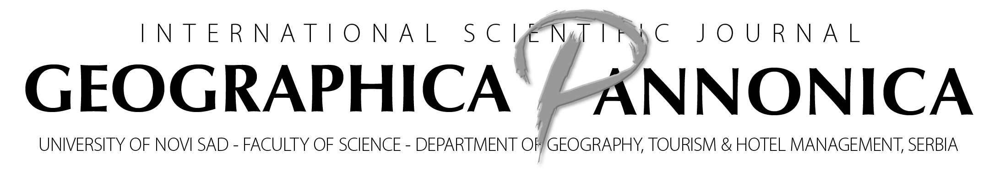 INTERNATIONAL SCIENTIFIC JOURNAL
GEOGRAPHICA PANNONICA
UNIVERSITY OF NOVI SAD - FACULTY OF SCIENCE - DEPARTMENT OF GEOGRAPHY, TOURISM & HOTEL MANAGEMENT, SERBIA